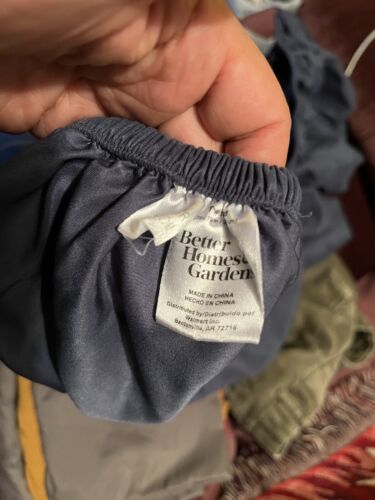 Better
Homes&
Gardens
MADE IN CHINA
HECHO EN CHINA
Distributed by/Distribuido por
Walmart Inc.
Bentonville, AR 72716